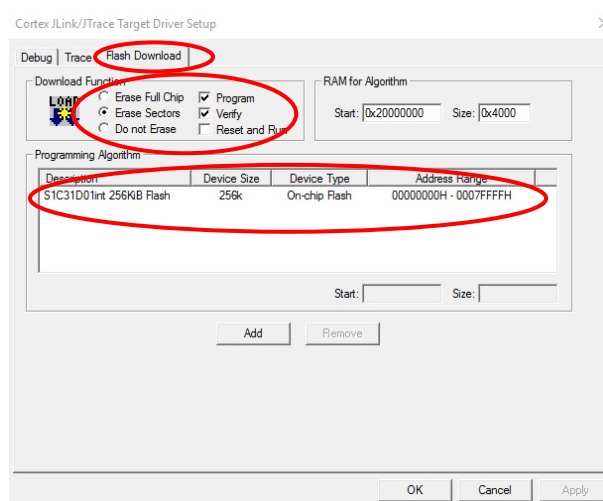 Cortex JLink/JTrace Target Driver Setup
Debug Trace Flash Download
Download Function
LOAD
Erase Full Chip
Erase Sectors
Do not Erase
Program
Verify
Reset and Run
RAM for Algorithm
Start: 0x20000000 Size: 0x4000
Programming Algorithm
Description Device Size Device Type Address Range
S1C31D01int 256KiB Flash 256k On-chip Flash 00000000H - 0007FFFFH
Start: Size:
Add Remove
OK Cancel Apply